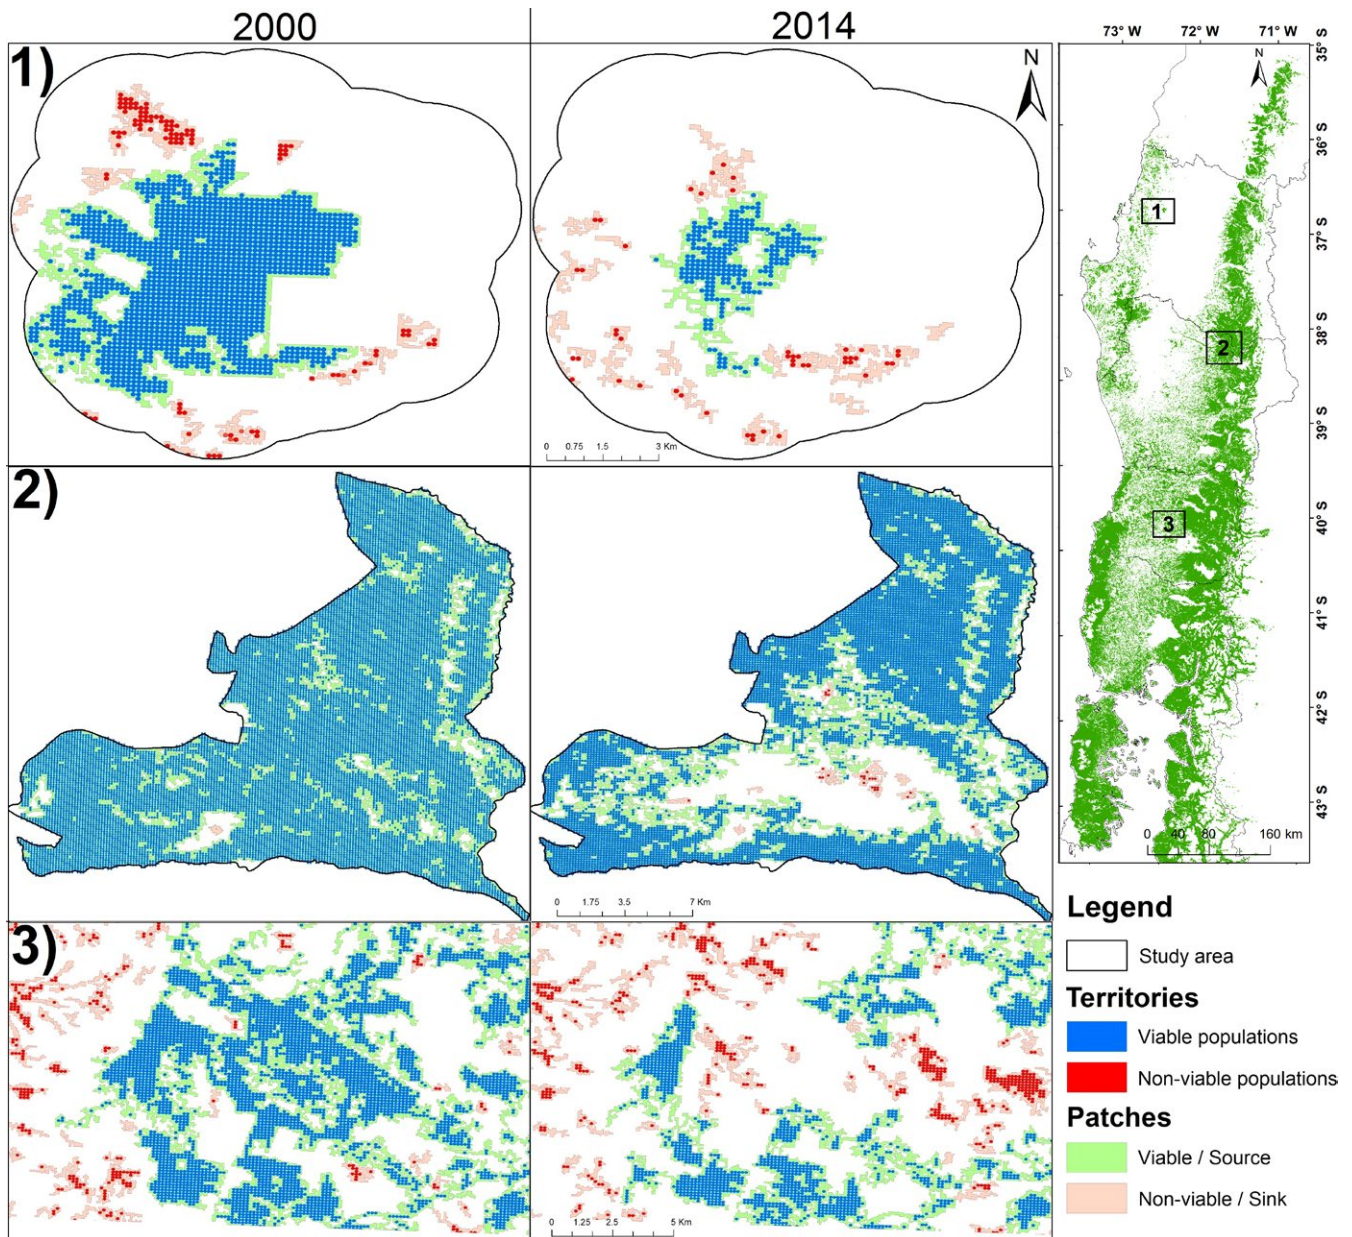 2000
2014
1)
N
0 0.75 1.5 3 Km
2)
0 1.75 3.5 7 Km
3)
0 1.25 2.5 5 Km
73° W 72° W 71° W
N
35° S
36° S
37° S
38° S
39° S
40° S
41° S
42° S
43° S
1
2
3
0 40 80 160 km
Legend
Study area
Territories
Viable populations
Non-viable populations
Patches
Viable / Source
Non-viable / Sink